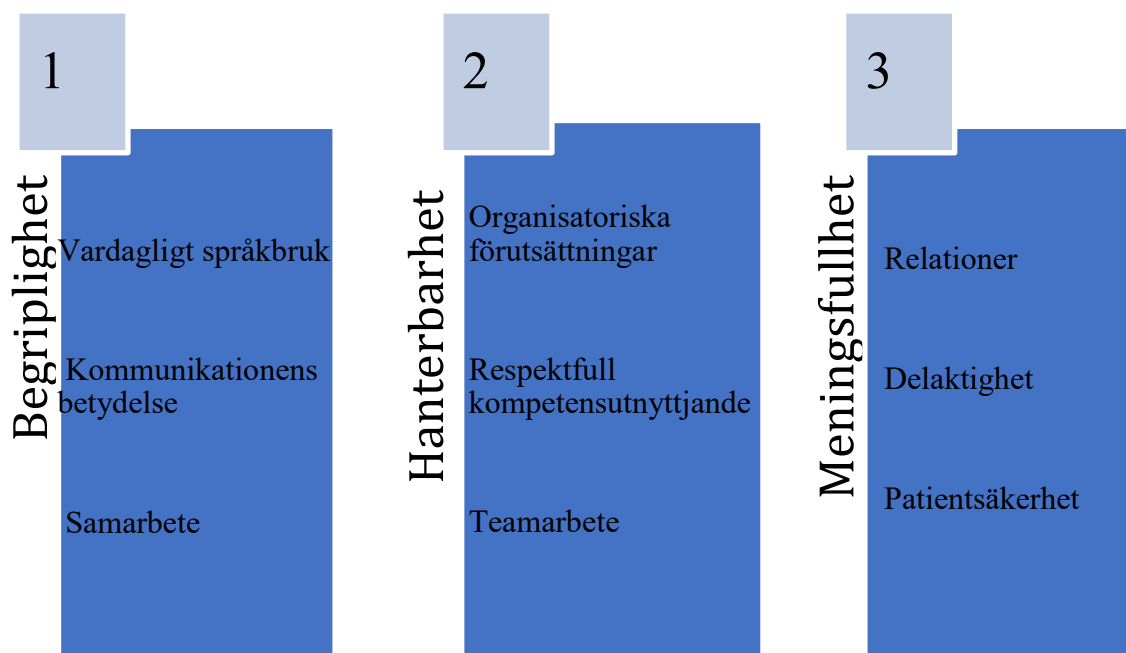 1
Begriplighet
Vardagligt språkbruk
Kommunikationens
betydelse
Samarbete
2
Hanterbarhet
Organisatoriska
förutsättningar
Respektfull
kompetensutnyttjande
Teamarbete
3
Meningsfullhet
Relationer
Delaktighet
Patientsäkerhet